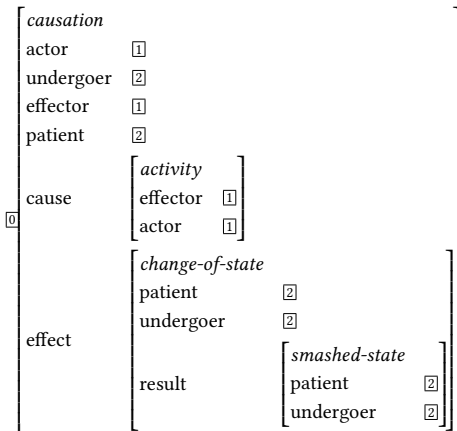 causation
actor 1
undergoer 2
effector 1
patient 2
activity
effector 1
cause
0
actor 1
change-of-state
patient 2
undergoer 2
effect
smashed-state
result patient 2
undergoer 2